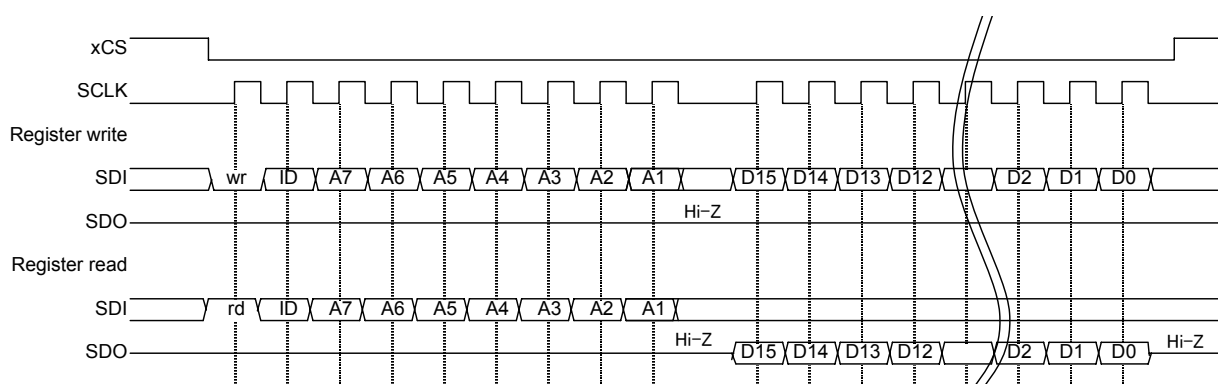 xCS
SCLK
Register write
SDI wr ID A7 A6 A5 A4 A3 A2 A1 D15 D14 D13 D12 D2 D1 D0
Hi-Z
SDO
Register read
SDI rd ID A7 A6 A5 A4 A3 A2 A1
Hi-Z Hi-Z
SDO D15 D14 D13 D12 D2 D1 D0